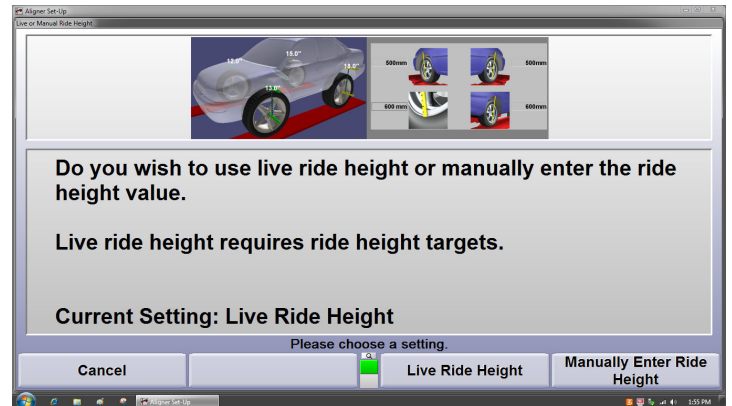 Aligner Set-Up
Live or Manual Ride Height
13.0"
15.0"
14.0"
13.0"
500mm
500mm
600 mm
600mm
Do you wish to use live ride height or manually enter the ride
height value.
Live ride height requires ride height targets.
Current Setting: Live Ride Height
Please choose a setting.
Cancel
Live Ride Height
Manually Enter Ride
Height
Aligner Set-Up
1:55 PM